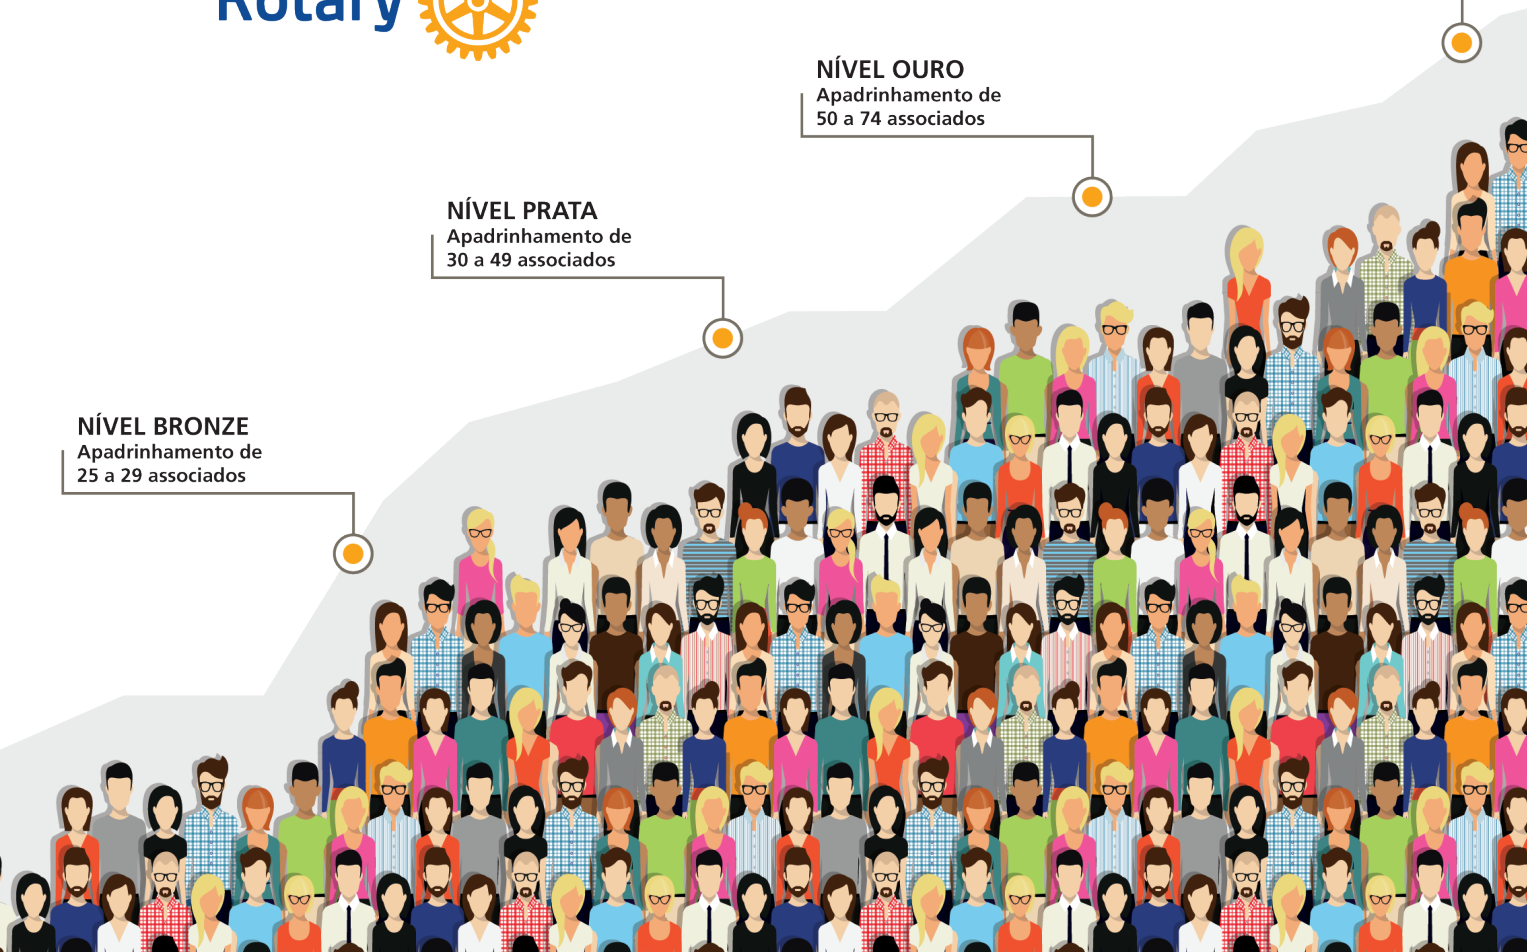 Rotary
NÍVEL OURO
Apadrinhamento de
50 a 74 associados
NÍVEL PRATA
Apadrinhamento de
30 a 49 associados
NÍVEL BRONZE
Apadrinhamento de
25 a 29 associados